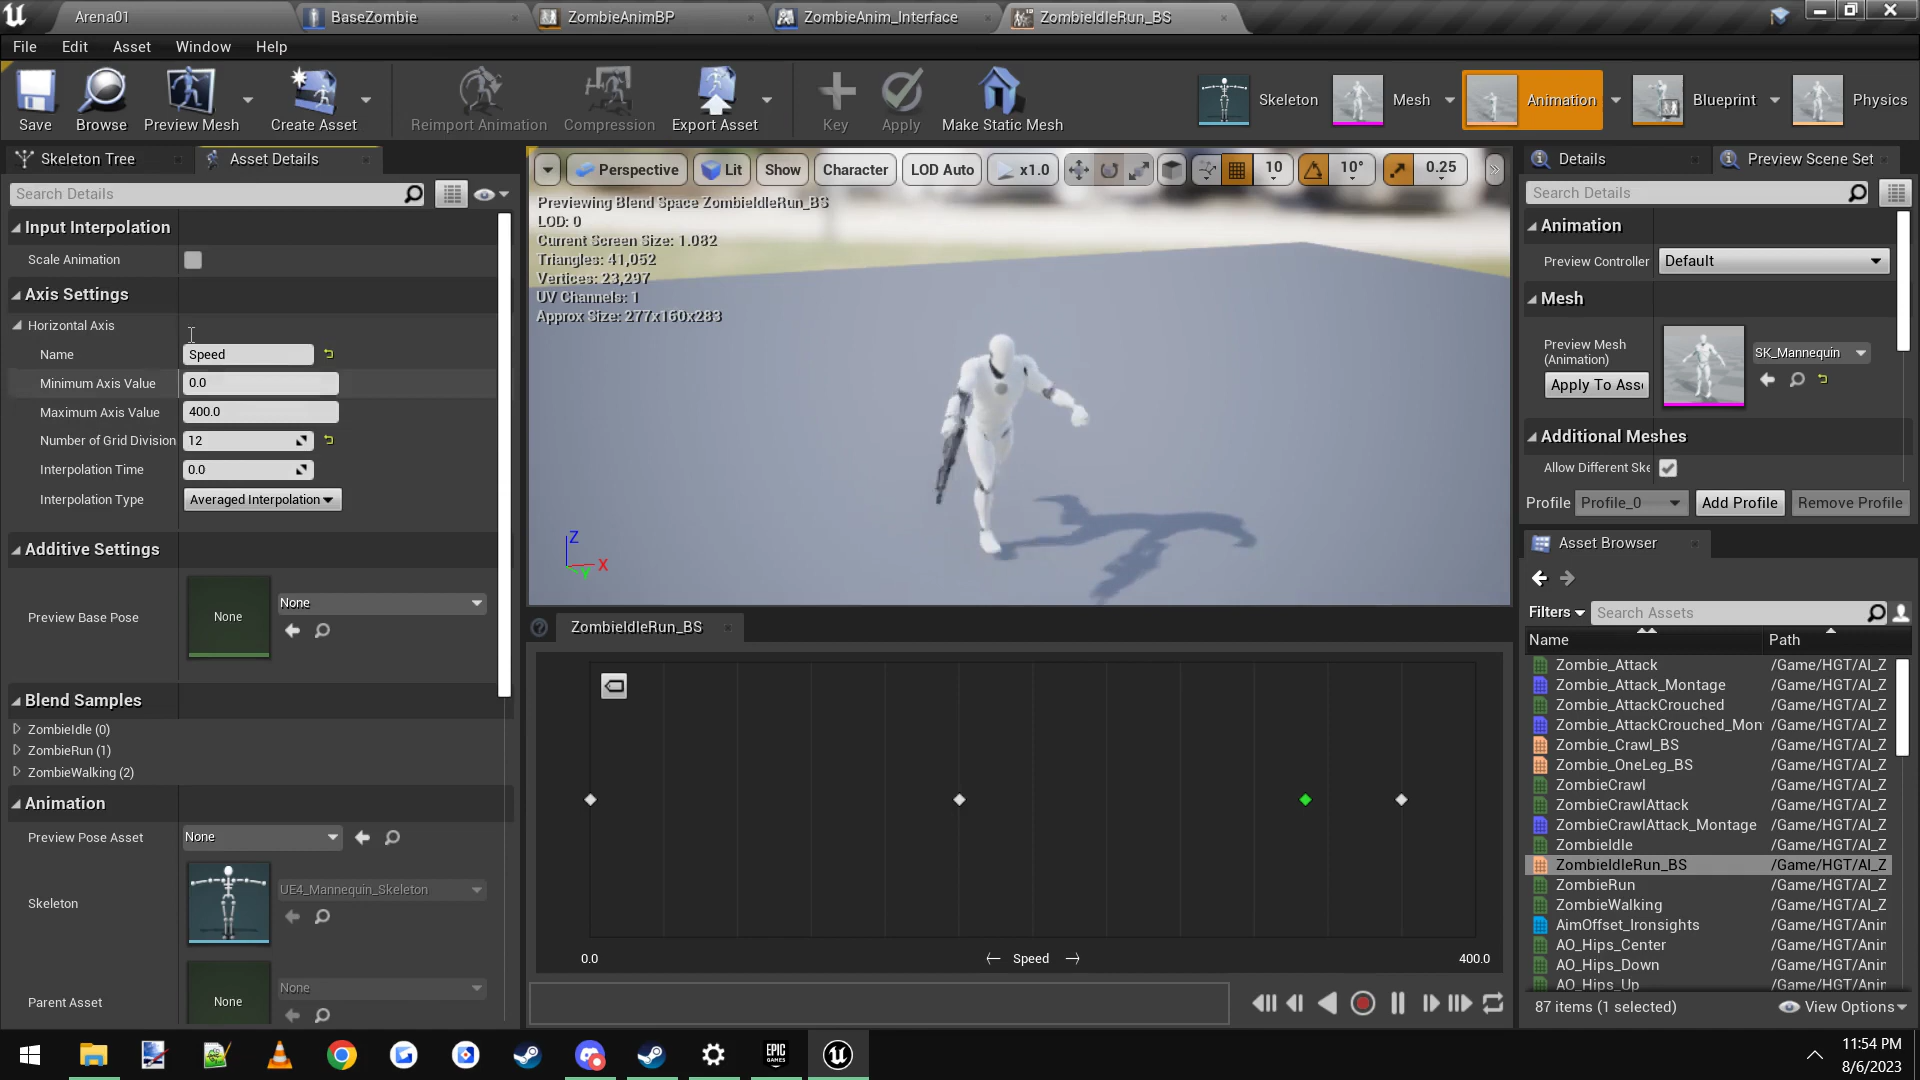 Arena01
BaseZombie
ZombieAnimBP
ZombieAnim_Interface
ZombieIdleRun_BS
File Edit Asset Window Help
Save
Browse
Preview Mesh
Create Asset
Reimport Animation
Compression
Export Asset
Key
Apply
Make Static Mesh
Skeleton
Mesh
Animation
Blueprint
Physics
Skeleton Tree
Asset Details
Search Details
Input Interpolation
Scale Animation
Axis Settings
Horizontal Axis
Name Speed
Minimum Axis Value 0.0
Maximum Axis Value 400.0
Number of Grid Division 12
Interpolation Time 0.0
Interpolation Type Averaged Interpolation
Additive Settings
Preview Base Pose None None
Blend Samples
ZombieIdle (0)
ZombieRun (1)
ZombieWalking (2)
Animation
Preview Pose Asset None
Skeleton UE4_Mannequin_Skeleton
Parent Asset None None
Perspective Lit Show Character LOD Auto x1.0 10 10° 0.25
Previewing Blend Space ZombieIdleRun_BS
LOD: 0
Current Screen Size: 1.082
Triangles: 41,052
Vertices: 23,297
UV Channels: 1
Approx Size: 277x160x283
Z
X
Y
ZombieIdleRun_BS
0.0 Speed 400.0
Details
Preview Scene Set
Search Details
Animation
Preview Controller Default
Mesh
Preview Mesh
(Animation)
SK_Mannequin
Apply To Ass
Additional Meshes
Allow Different Ske
Profile Profile_0 Add Profile Remove Profile
Asset Browser
Filters Search Assets
Name Path
Zombie_Attack /Game/HGT/AI_Z
Zombie_Attack_Montage /Game/HGT/AI_Z
Zombie_AttackCrouched /Game/HGT/AI_Z
Zombie_AttackCrouched_Mon /Game/HGT/AI_Z
Zombie_Crawl_BS /Game/HGT/AI_Z
Zombie_OneLeg_BS /Game/HGT/AI_Z
ZombieCrawl /Game/HGT/AI_Z
ZombieCrawlAttack /Game/HGT/AI_Z
ZombieCrawlAttack_Montage /Game/HGT/AI_Z
ZombieIdle /Game/HGT/AI_Z
ZombieIdleRun_BS /Game/HGT/AI_Z
ZombieRun /Game/HGT/AI_Z
ZombieWalking /Game/HGT/AI_Z
AimOffset_Ironsights /Game/HGT/Anir
AO_Hips_Center /Game/HGT/Anir
AO_Hips_Down /Game/HGT/Anir
AO_Hips_Up /Game/HGT/Anir
87 items (1 selected) View Options
EPIC
GAMES
11:54 PM
8/6/2023